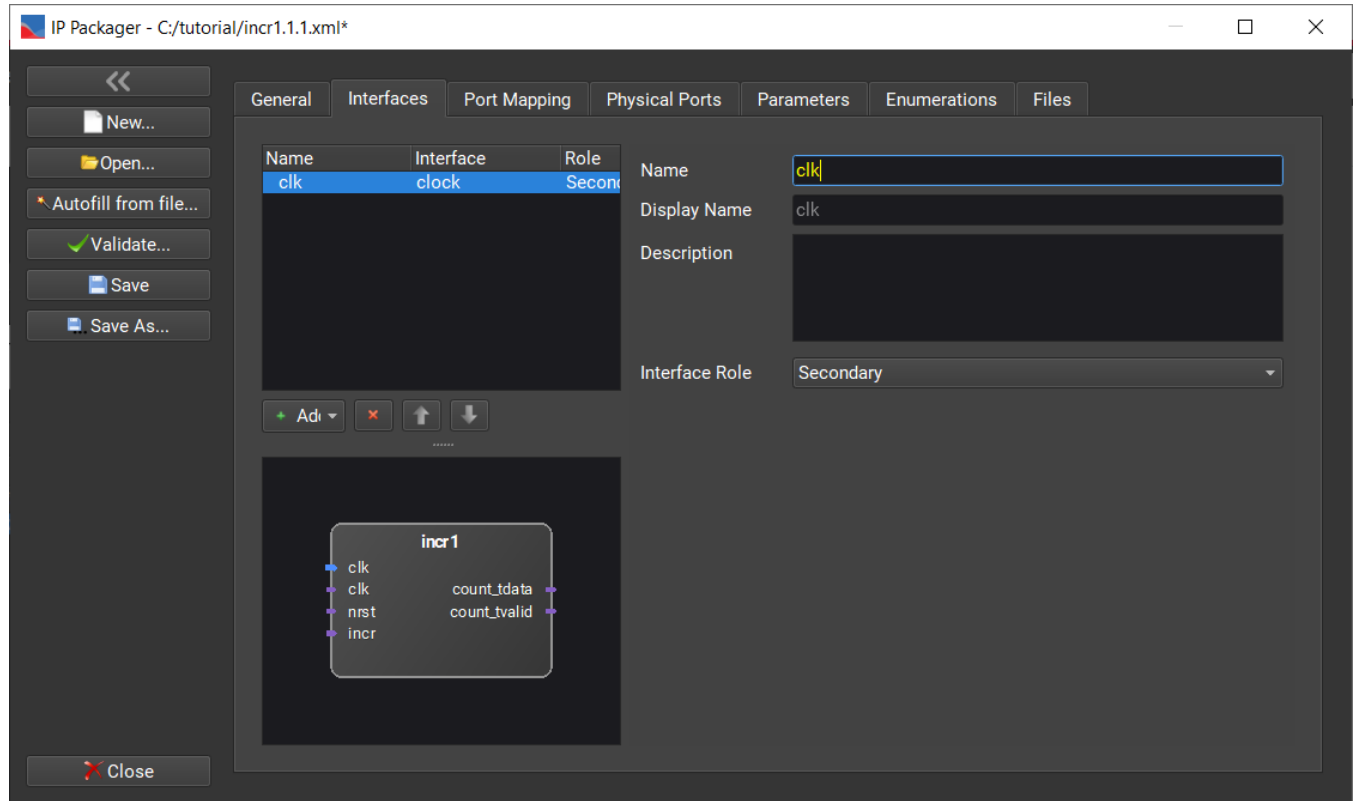 IP Packager - C:/tutorial/incr1.1.1.xml*
New...
Open...
Autofill from file...
Validate...
Save
Save As...
Close
General Interfaces Port Mapping Physical Ports Parameters Enumerations Files
Name Interface Role
clk clock Secon
Ad
incr1
clk
clk count_tdata
nrst count_tvalid
incr
Name clk
Display Name clk
Description
Interface Role Secondary